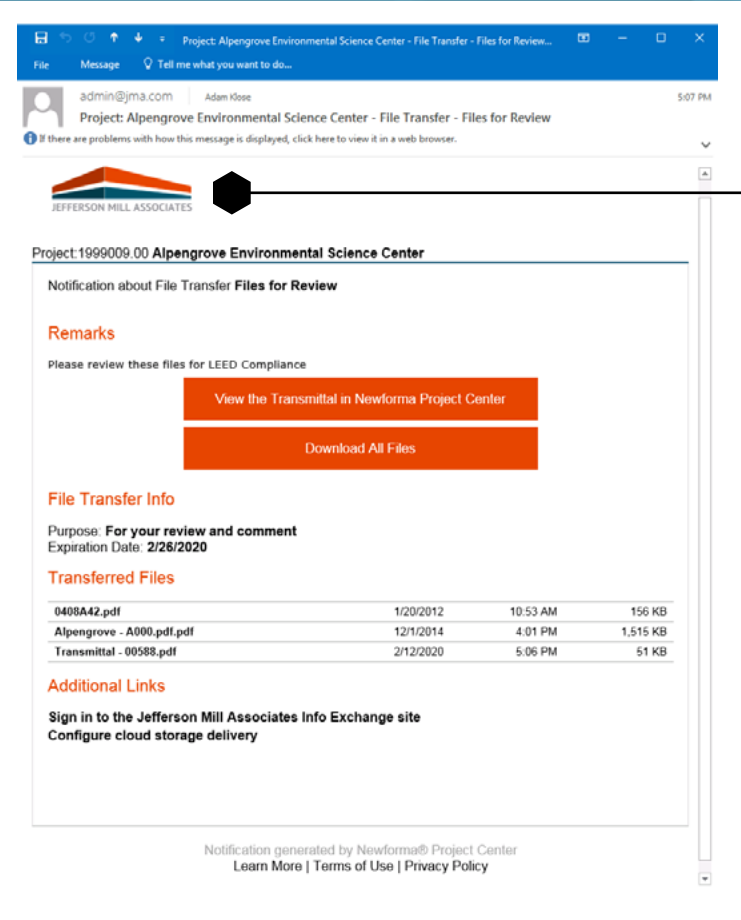 Project: Alpengrove Environmental Science Center - File Transfer - Files for Review...
File Message Tell me what you want to do...
admin@jma.com Adam Klose 5:07 PM
Project: Alpengrove Environmental Science Center - File Transfer - Files for Review
If there are problems with how this message is displayed, click here to view it in a web browser.
JEFFERSON MILL ASSOCIATES
Project:1999009.00 Alpengrove Environmental Science Center
Notification about File Transfer Files for Review
Remarks
Please review these files for LEED Compliance
View the Transmittal in Newforma Project Center
Download All Files
File Transfer Info
Purpose: For your review and comment
Expiration Date: 2/26/2020
Transferred Files
0408A42.pdf 1/20/2012 10:53 AM 156 KB
Alpengrove - A000.pdf.pdf 12/1/2014 4:01 PM 1,515 KB
Transmittal - 00588.pdf 2/12/2020 5:06 PM 51 KB
Additional Links
Sign in to the Jefferson Mill Associates Info Exchange site
Configure cloud storage delivery
Notification generated by Newforma® Project Center
Learn More | Terms of Use | Privacy Policy